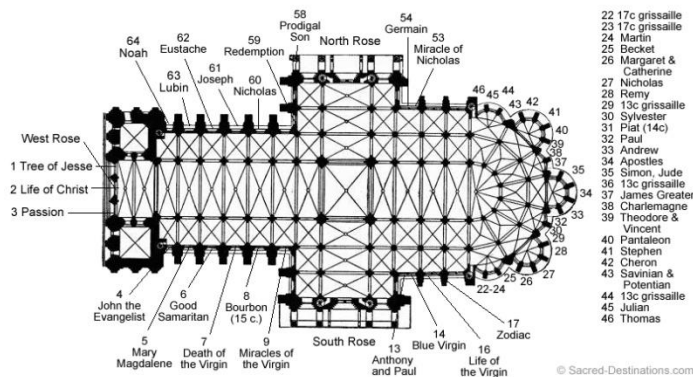 58
Prodigal
Son
59
Redemption
62
Eustache
64
Noah
61
Joseph
63
Lubin
60
Nicholas
North Rose
54
Germain
53
Miracle of
Nicholas
West Rose
1 Tree of Jesse
2 Life of Christ
3 Passion
46
45
44
43
42
41
40
39
38
37
35
34
33
32
30
29
28
27
26
25
22-24
4
John the
Evangelist
5
Mary
Magdalene
6
Good
Samaritan
7
Death of
the Virgin
8
Bourbon
(15 c.)
9
Miracles of
the Virgin
South Rose
13
Anthony
and Paul
14
Blue Virgin
16
Life of
the Virgin
17
Zodiac
22 17c grissaille
23 17c grissaille
24 Martin
25 Becket
26 Margaret &
Catherine
27 Nicholas
28 Remy
29 13c grissaille
30 Sylvester
31 Piat (14c)
32 Paul
33 Andrew
34 Apostles
35 Simon, Jude
36 13c grissaille
37 James Greater
38 Charlemagne
39 Theodore &
Vincent
40 Pantaleon
41 Stephen
42 Cheron
43 Savinian &
Potentian
44 13c grissaille
45 Julian
46 Thomas
© Sacred-Destinations.com